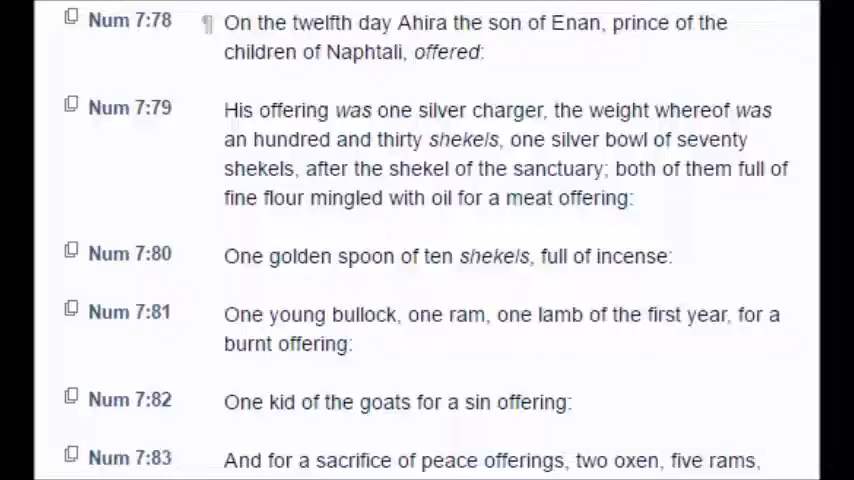 Num 7:78 ¶ On the twelfth day Ahira the son of Enan, prince of the
children of Naphtali, offered:
Num 7:79 His offering was one silver charger, the weight whereof was
an hundred and thirty shekels, one silver bowl of seventy
shekels, after the shekel of the sanctuary; both of them full of
fine flour mingled with oil for a meat offering:
Num 7:80 One golden spoon of ten shekels, full of incense:
Num 7:81 One young bullock, one ram, one lamb of the first year, for a
burnt offering:
Num 7:82 One kid of the goats for a sin offering:
Num 7:83 And for a sacrifice of peace offerings, two oxen, five rams,